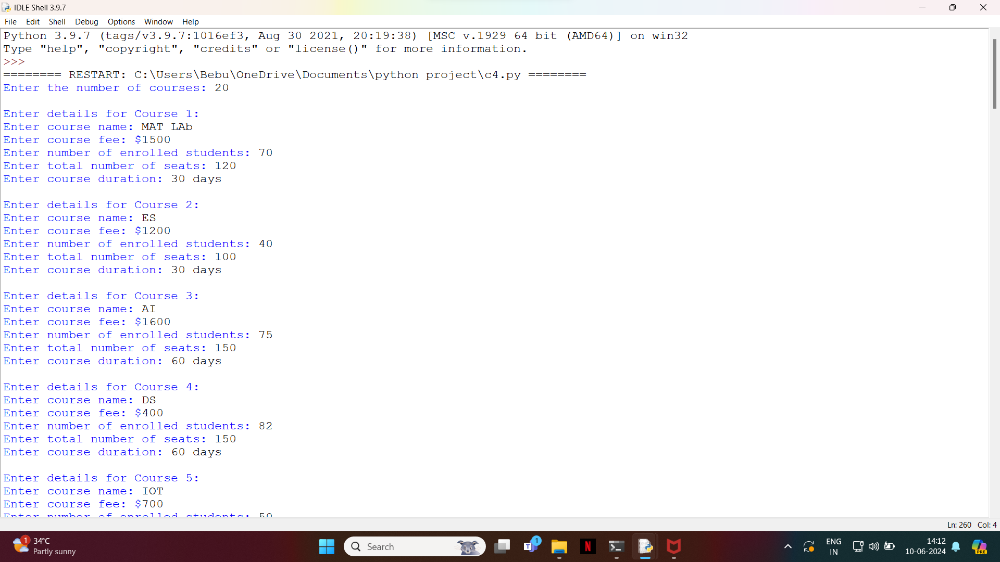 IDLE Shell 3.9.7
File Edit Shell Debug Options Window Help
Python 3.9.7 (tags/v3.9.7:1016ef3, Aug 30 2021, 20:19:38) [MSC v.1929 64 bit (AMD64)] on win32
Type "help", "copyright", "credits" or "license()" for more information.
>>>
======== RESTART: C:\Users\Bebu\OneDrive\Documents\python project\c4.py ========
Enter the number of courses: 20
Enter details for Course 1:
Enter course name: MAT LAb
Enter course fee: $1500
Enter number of enrolled students: 70
Enter total number of seats: 120
Enter course duration: 30 days
Enter details for Course 2:
Enter course name: ES
Enter course fee: $1200
Enter number of enrolled students: 40
Enter total number of seats: 100
Enter course duration: 30 days
Enter details for Course 3:
Enter course name: AI
Enter course fee: $1600
Enter number of enrolled students: 75
Enter total number of seats: 150
Enter course duration: 60 days
Enter details for Course 4:
Enter course name: DS
Enter course fee: $400
Enter number of enrolled students: 82
Enter total number of seats: 150
Enter course duration: 60 days
Enter details for Course 5:
Enter course name: IOT
Enter course fee: $700
Enter number of enrolled students: 50
Ln: 260 Col: 4
1
34°C
Partly sunny
Search
1
T
N
ENG
IN
14:12
10-06-2024
PRE